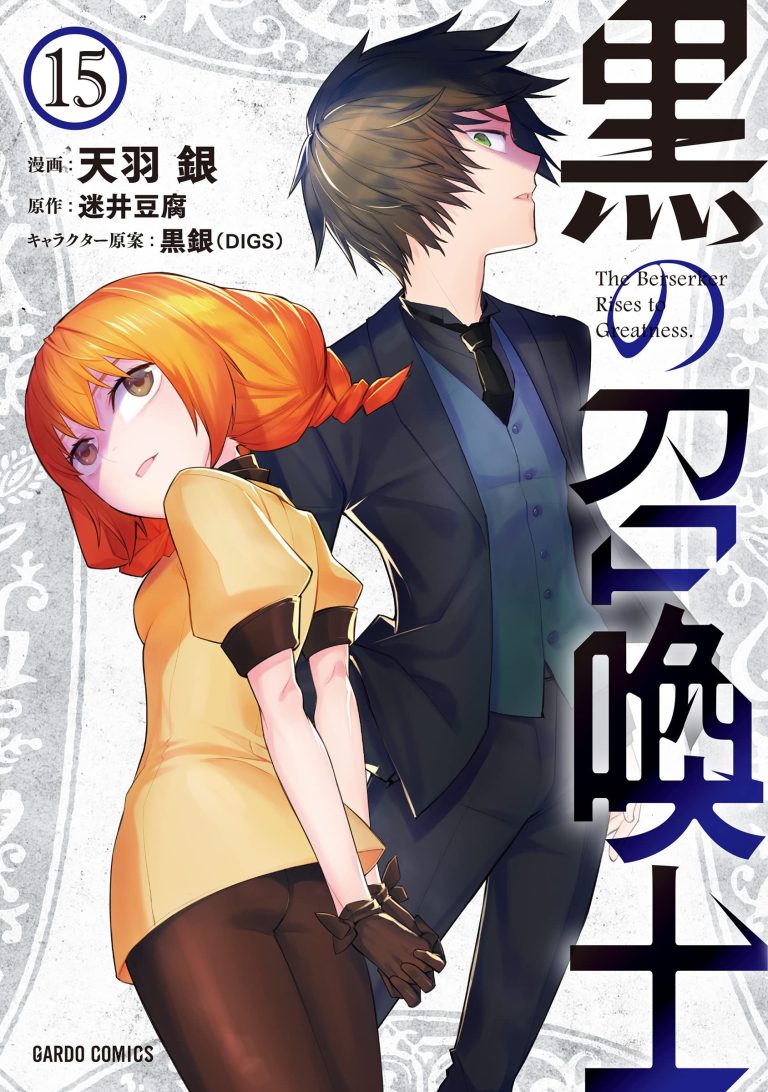 15
漫画：天羽 銀
原作：迷井豆腐
キャラクター原案：黒銀（DIGS）
黒の召喚士
The Berserker
Rises to
Greatness.
GARDO COMICS